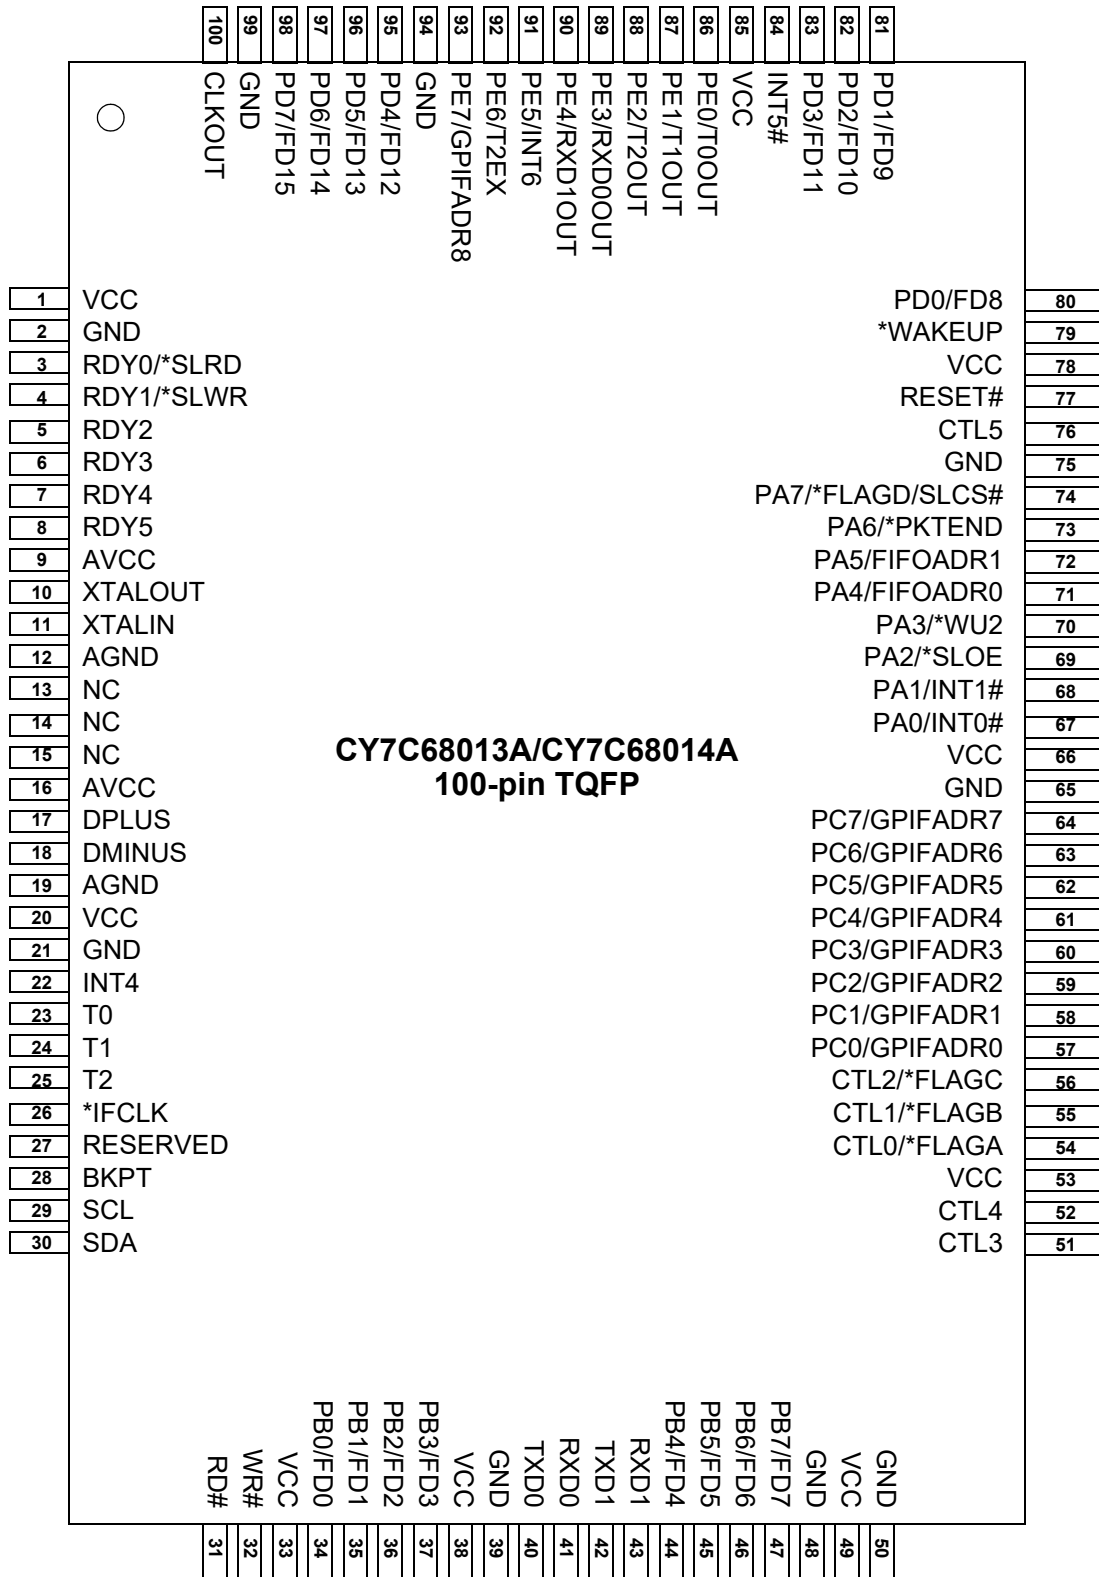 100 99 98 97 96 95 94 93 92 91 90 89 88 87 86 85 84 83 82 81
CLKOUT
GND
PD7/FD15
PD6/FD14
PD5/FD13
PD4/FD12
GND
PE7/GPIFADR8
PE6/T2EX
PE5/INT6
PE4/RXD1OUT
PE3/RXD0OUT
PE2/T2OUT
PE1/T1OUT
PE0/T0OUT
VCC
INT5#
PD3/FD11
PD2/FD10
PD1/FD9
1 VCC
2 GND
3 RDY0/*SLRD
4 RDY1/*SLWR
5 RDY2
6 RDY3
7 RDY4
8 RDY5
9 AVCC
10 XTALOUT
11 XTALIN
12 AGND
13 NC
14 NC
15 NC
16 AVCC
17 DPLUS
18 DMINUS
19 AGND
20 VCC
21 GND
22 INT4
23 T0
24 T1
25 T2
26 *IFCLK
27 RESERVED
28 BKPT
29 SCL
30 SDA
CY7C68013A/CY7C68014A
100-pin TQFP
PD0/FD8 80
*WAKEUP 79
VCC 78
RESET# 77
CTL5 76
GND 75
PA7/*FLAGD/SLCS# 74
PA6/*PKTEND 73
PA5/FIFOADR1 72
PA4/FIFOADR0 71
PA3/*WU2 70
PA2/*SLOE 69
PA1/INT1# 68
PA0/INT0# 67
VCC 66
GND 65
PC7/GPIFADR7 64
PC6/GPIFADR6 63
PC5/GPIFADR5 62
PC4/GPIFADR4 61
PC3/GPIFADR3 60
PC2/GPIFADR2 59
PC1/GPIFADR1 58
PC0/GPIFADR0 57
CTL2/*FLAGC 56
CTL1/*FLAGB 55
CTL0/*FLAGA 54
VCC 53
CTL4 52
CTL3 51
RD#
WR#
VCC
PB0/FD0
PB1/FD1
PB2/FD2
PB3/FD3
VCC
GND
TXD0
RXD0
TXD1
RXD1
PB4/FD4
PB5/FD5
PB6/FD6
PB7/FD7
GND
VCC
GND
31 32 33 34 35 36 37 38 39 40 41 42 43 44 45 46 47 48 49 50